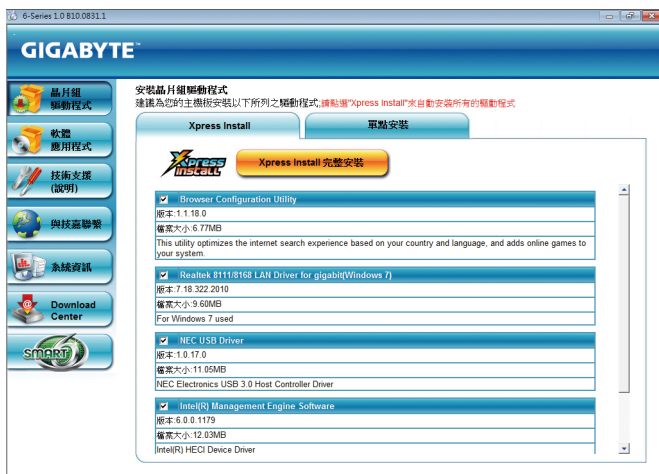 6-Series 1.0 B10.0831.1
GIGABYTE™
晶片組
驅動程式
軟體
應用程式
技術支援
(說明)
與技嘉聯繫
系統資訊
Download
Center
SMART
安裝晶片組驅動程式
建議為您的主機板安裝以下所列之驅動程式;請點選"Xpress Install"來自動安裝所有的驅動程式
Xpress Install
單點安裝
Xpress
Install
Xpress Install 完整安裝
Browser Configuration Utility
版本:1.1.18.0
檔案大小:6.77MB
This utility optimizes the internet search experience based on your country and language, and adds online games to
your system.
Realtek 8111/8168 LAN Driver for gigabit(Windows 7)
版本:7.18.322.2010
檔案大小:9.60MB
For Windows 7 used
NEC USB Driver
版本:1.0.17.0
檔案大小:11.05MB
NEC Electronics USB 3.0 Host Controller Driver
Intel(R) Management Engine Software
版本:6.0.0.1179
檔案大小:12.03MB
Intel(R) HECI Device Driver